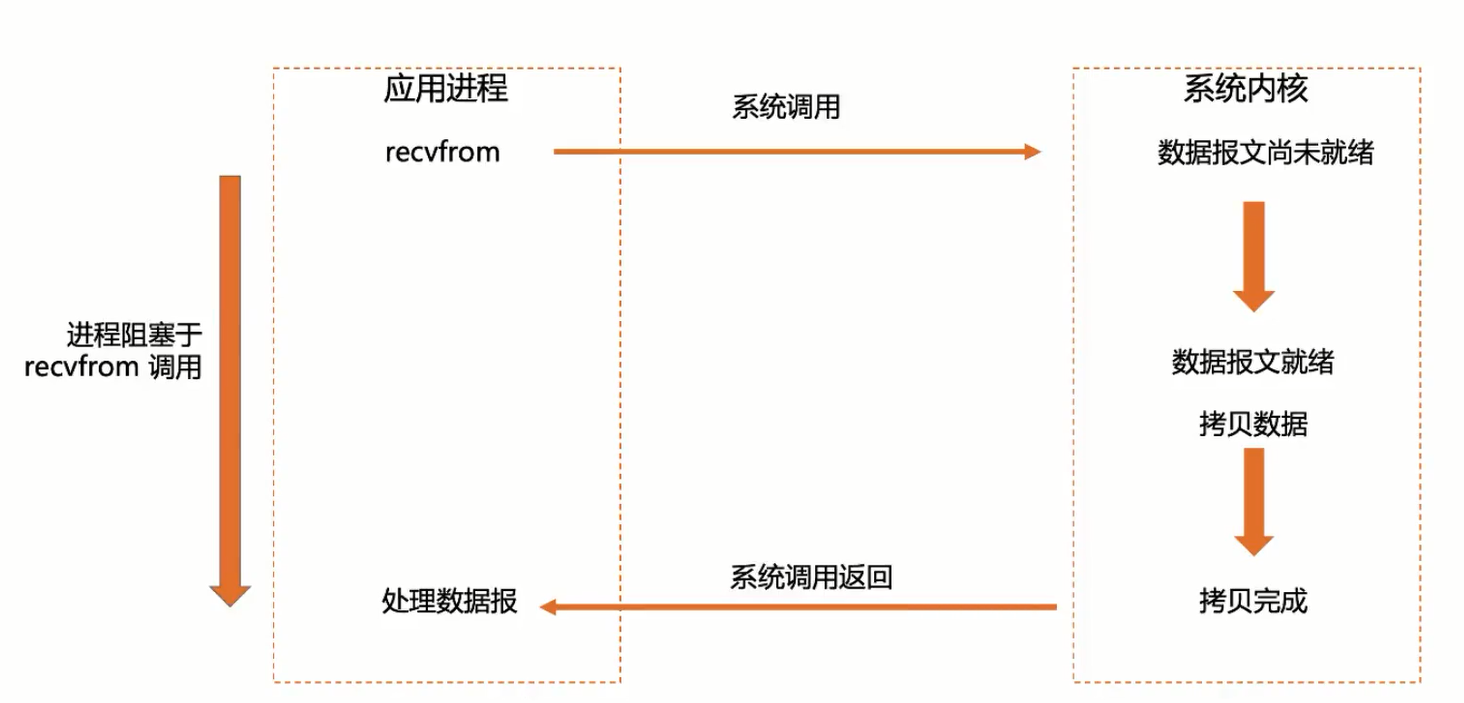 应用进程
系统调用
系统内核
recvfrom
数据报文尚未就绪
进程阻塞于
recvfrom 调用
数据报文就绪
拷贝数据
系统调用返回
处理数据报
拷贝完成